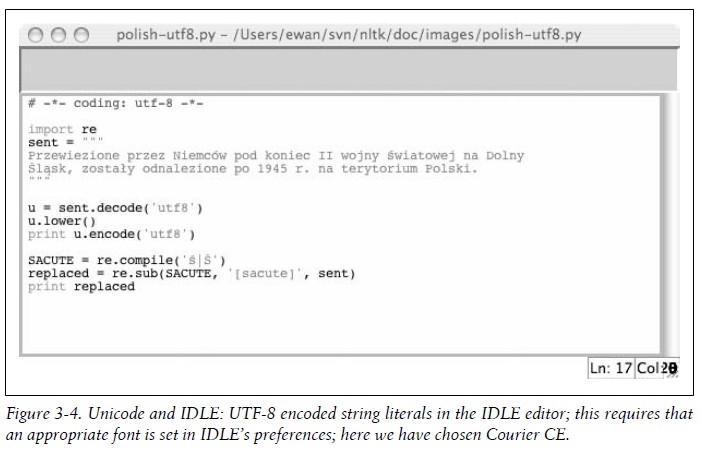 polish-utf8.py – /Users/ewan/svn/nltk/doc/images/polish-utf8.py
# -*- coding: utf-8 -*-
import re
sent = """
Przewiezione przez Niemców pod koniec II wojny światowej na Dolny
Śląsk, zostały odnalezione po 1945 r. na terytorium Polski.
"""
u = sent.decode('utf8')
u.lower()
print u.encode('utf8')
SACUTE = re.compile('ś|Ś')
replaced = re.sub(SACUTE, '[sacute]', sent)
print replaced
Ln: 17 Col:
Figure 3-4. Unicode and IDLE: UTF-8 encoded string literals in the IDLE editor; this requires that
an appropriate font is set in IDLE's preferences; here we have chosen Courier CE.